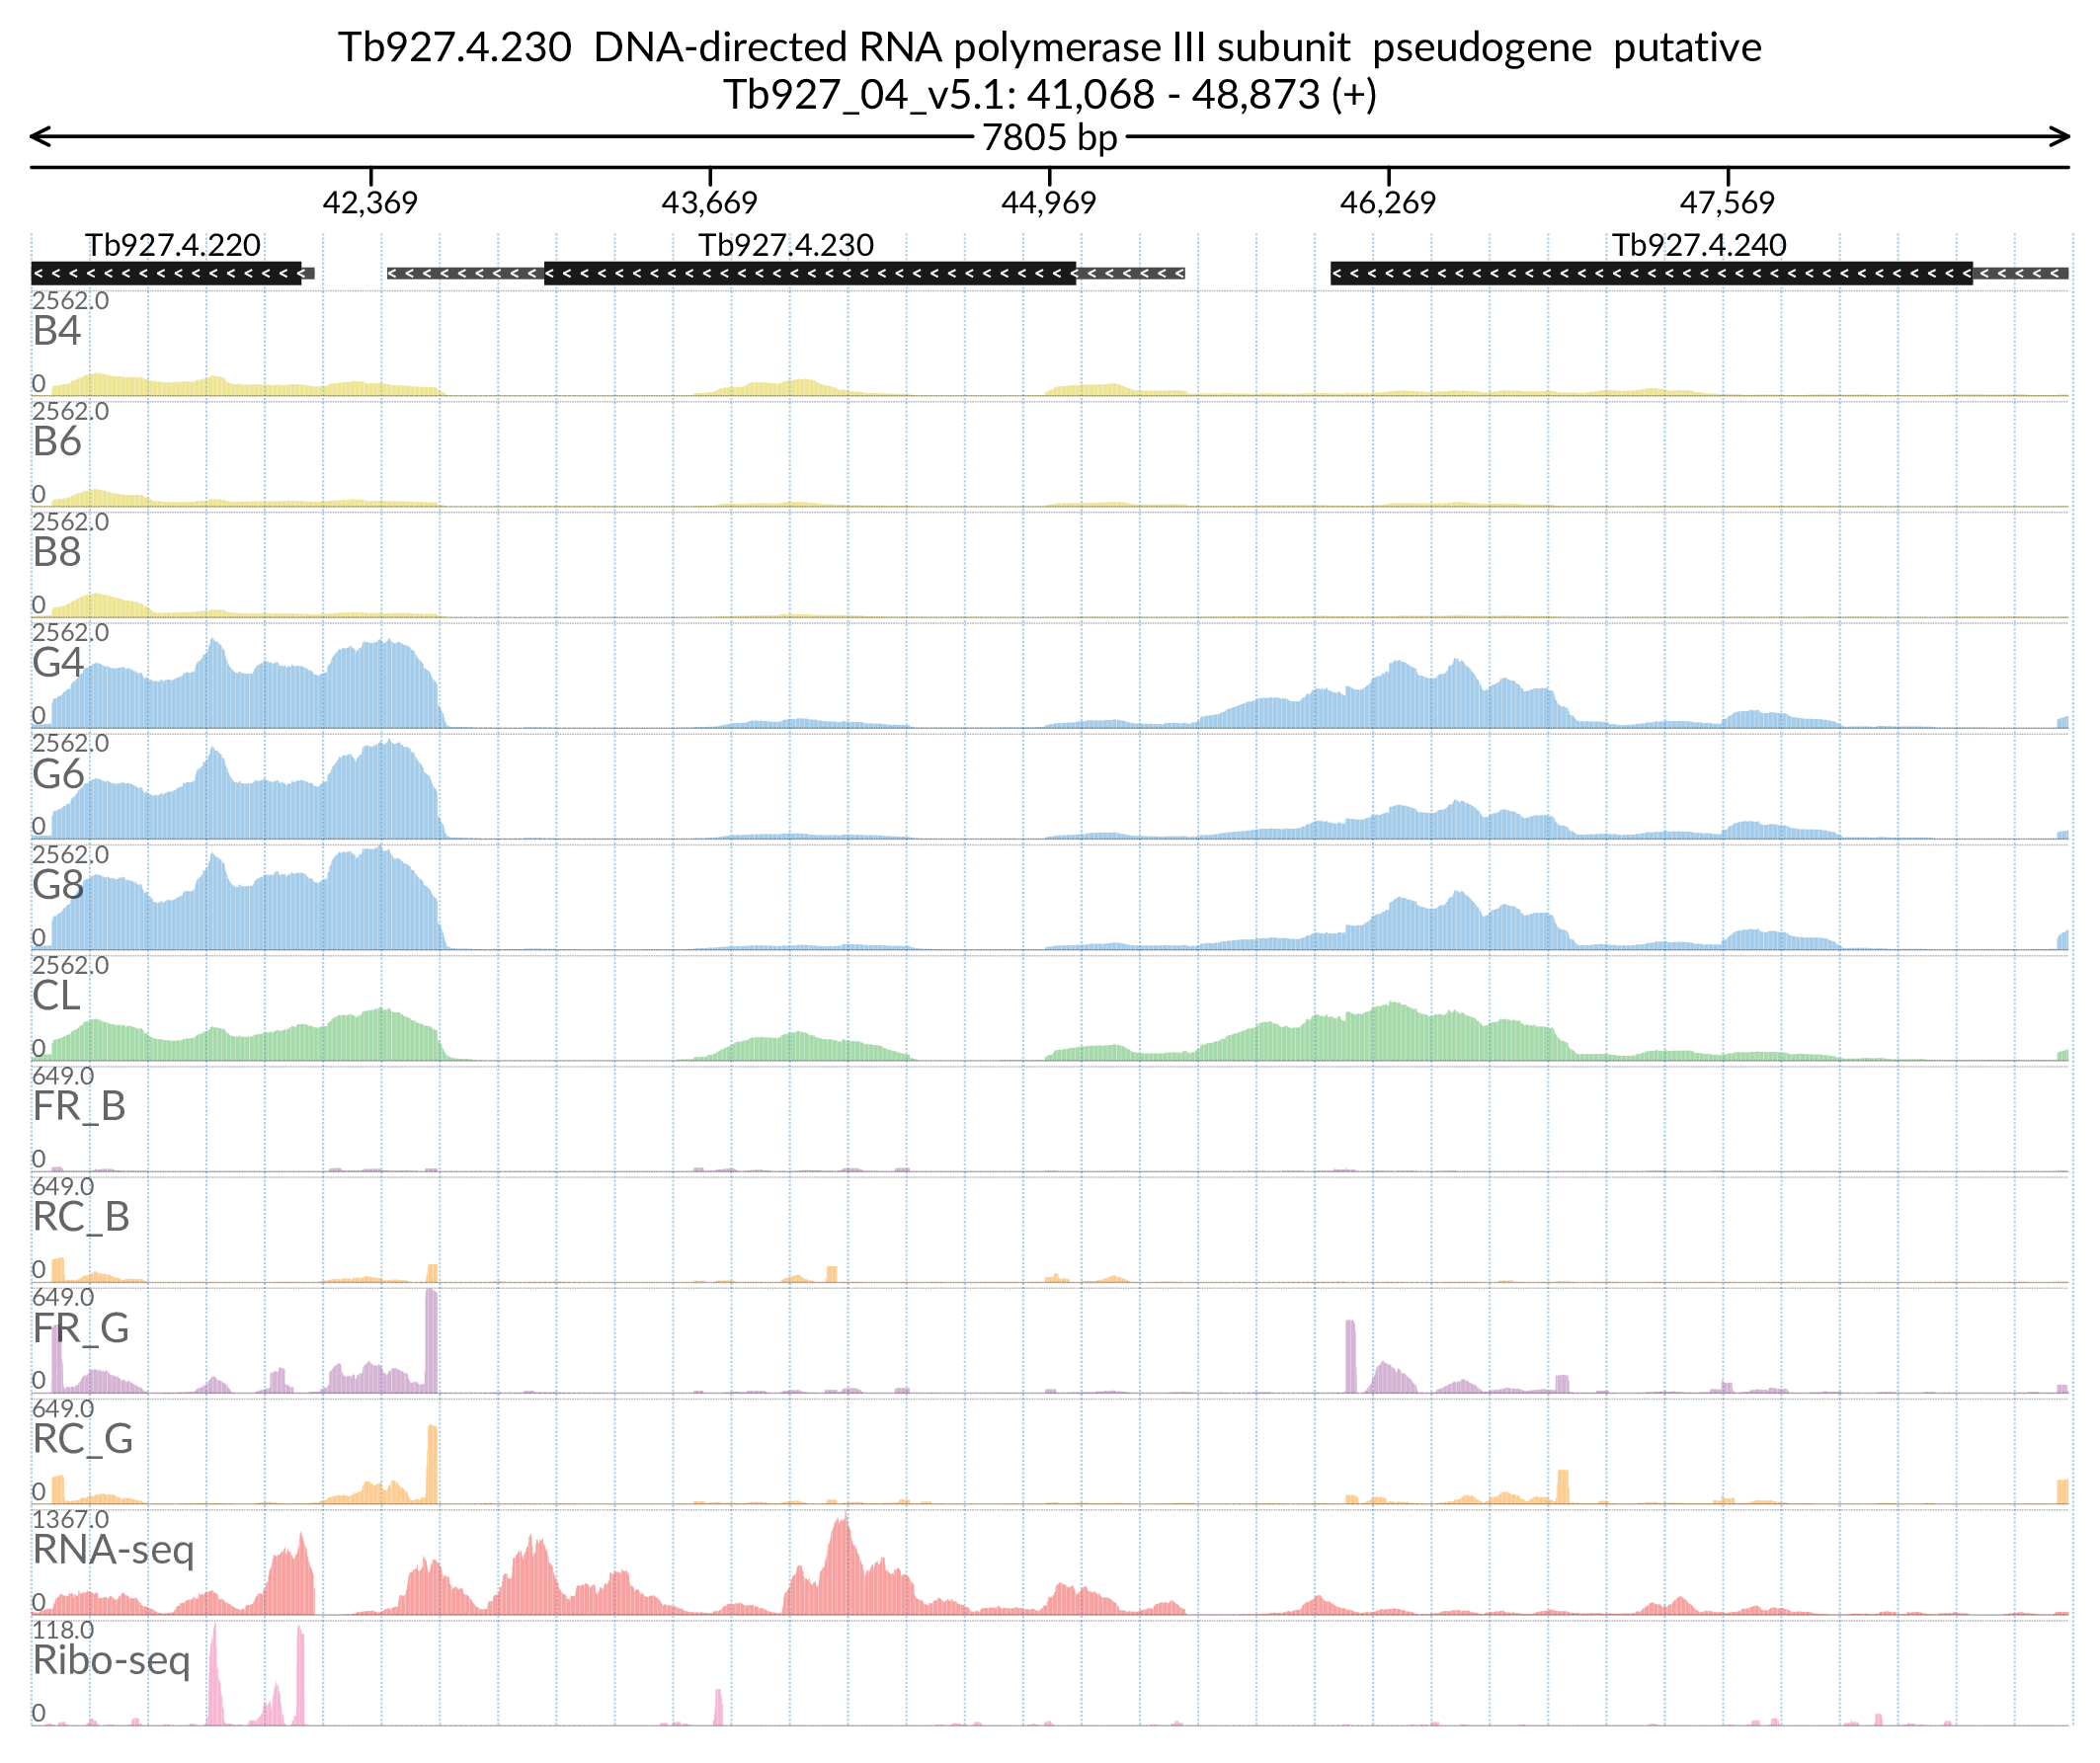 Tb927.4.230 DNA-directed RNA polymerase III subunit pseudogene putative
Tb927_04_v5.1: 41,068 - 48,873 (+)
7805 bp
42,369 43,669 44,969 46,269 47,569
Tb927.4.220 Tb927.4.230 Tb927.4.240
2562.0
B4
0
2562.0
B6
0
2562.0
B8
0
2562.0
G4
0
2562.0
G6
0
2562.0
G8
0
2562.0
CL
0
649.0
FR_B
0
649.0
RC_B
0
649.0
FR_G
0
649.0
RC_G
0
1367.0
RNA-seq
0
118.0
Ribo-seq
0